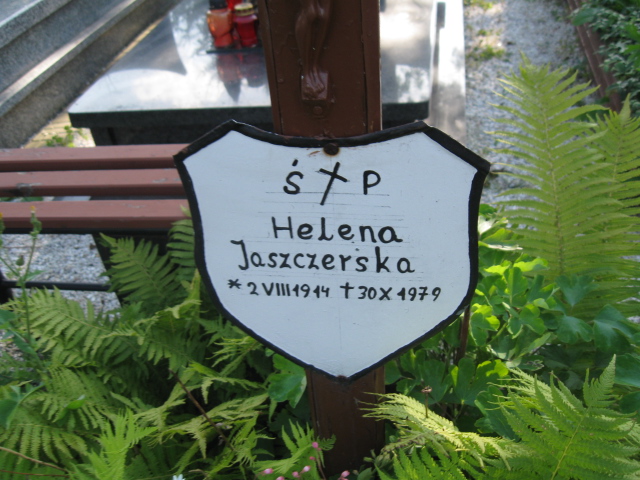 Ś † P
Helena
Jaszczerska
* 2 VIII 1914 † 30 X 1979